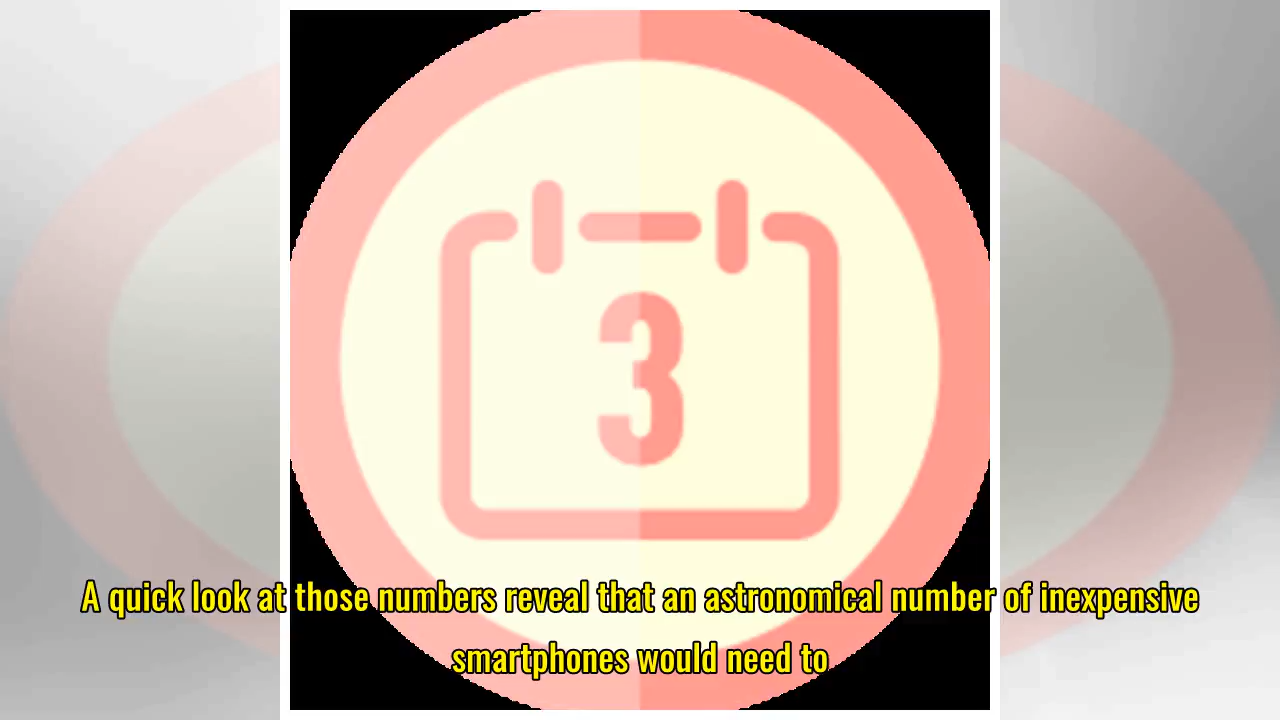 3
A quick look at those numbers reveal that an astronomical number of inexpensive
smartphones would need to